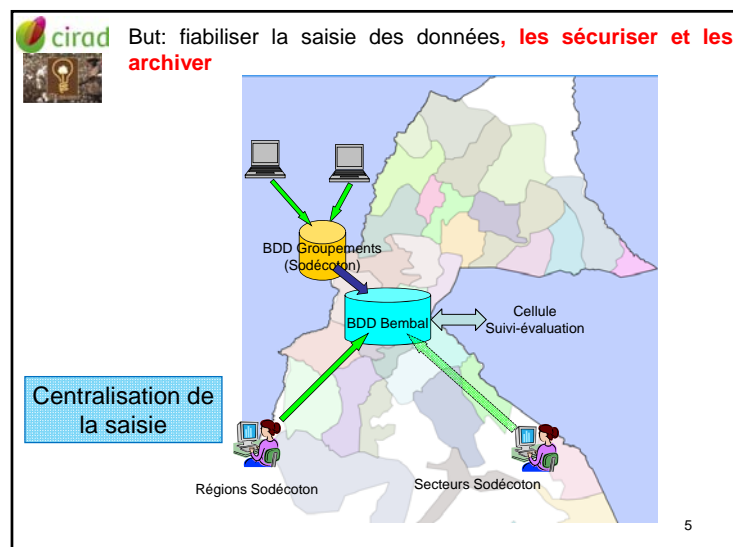 cirad
But: fiabiliser la saisie des données, les sécuriser et les
archiver
BDD Groupements
(Sodécoton)
BDD Bembal
Cellule
Suivi-évaluation
Centralisation de
la saisie
Régions Sodécoton
Secteurs Sodécoton
5